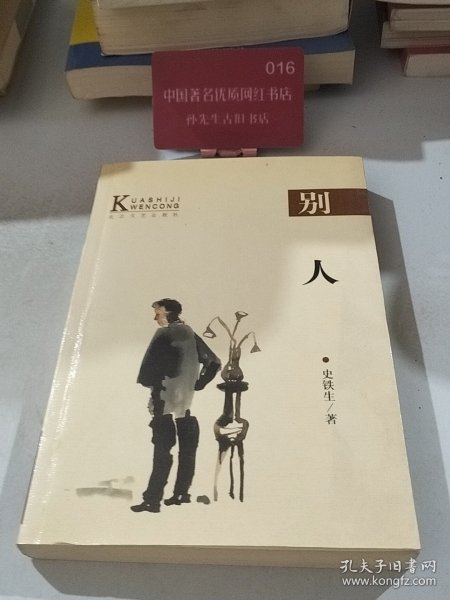 016
中国著名优质网红书店
孙先生古旧书店
KUASHIJI
WENCONG
别
人
史铁生/著
孔夫子旧书网
www.kongfz.com